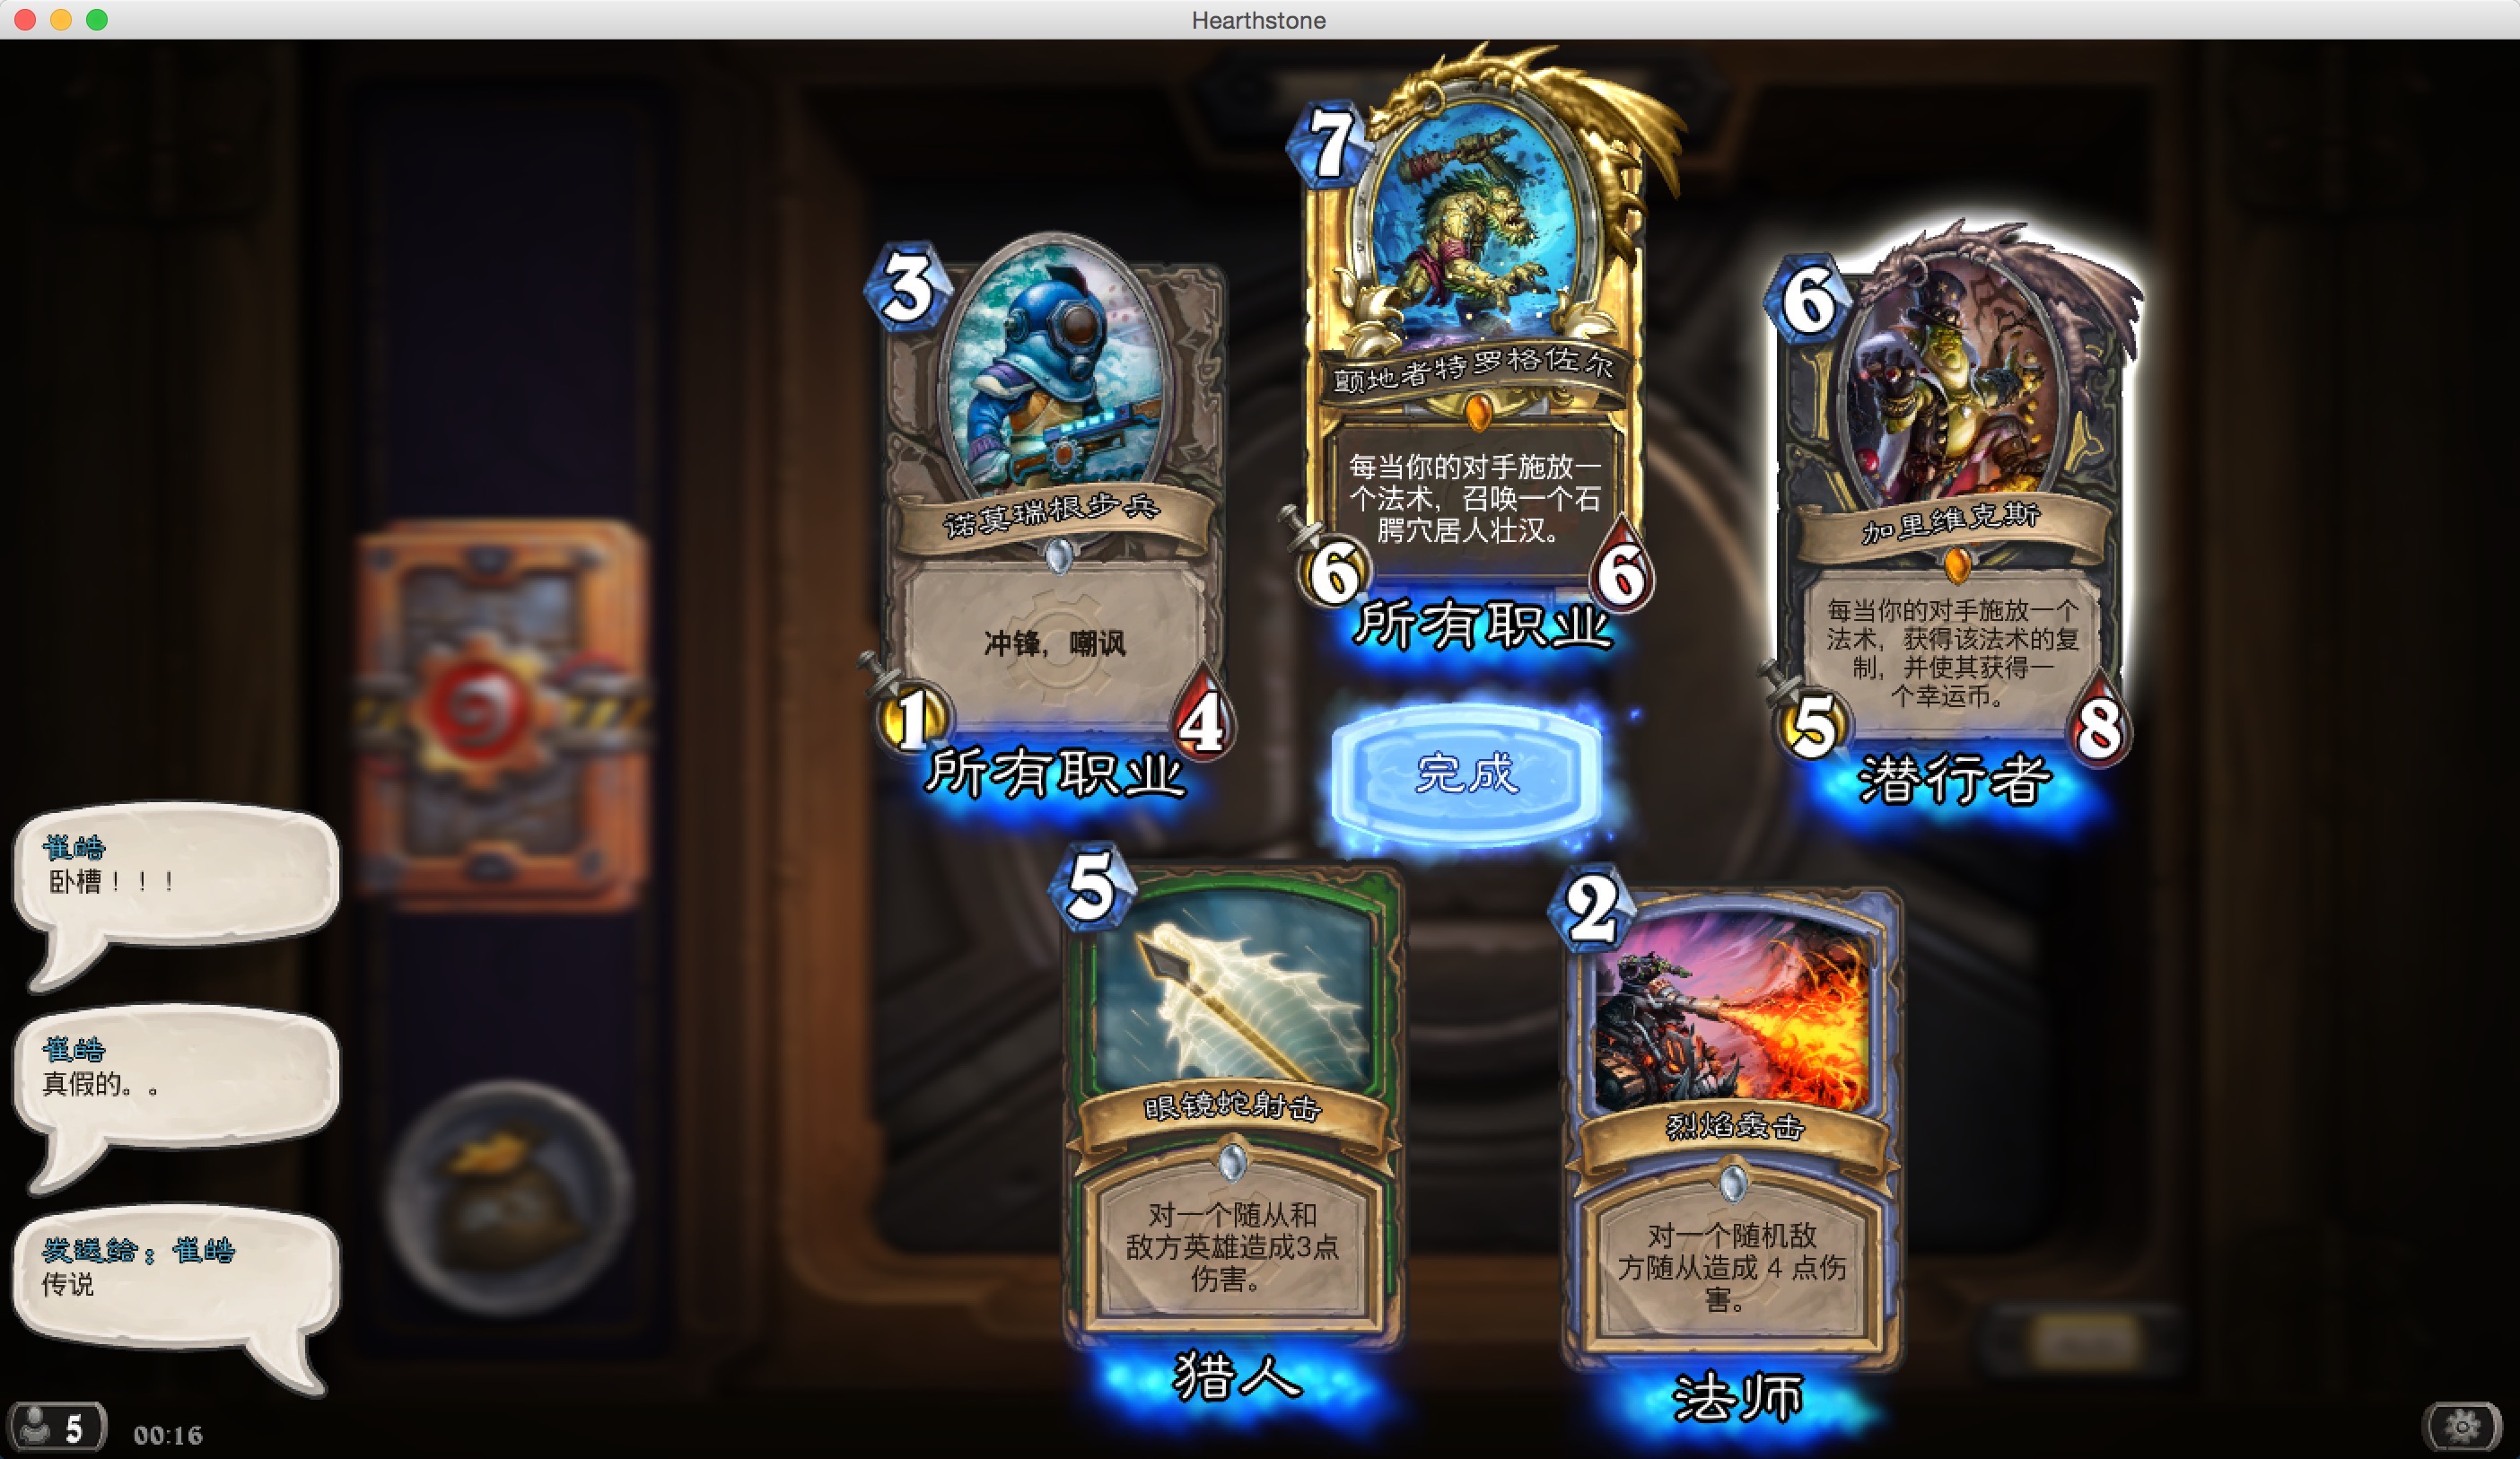 Hearthstone
7
颤地者特罗格佐尔
每当你的对手施放一
个法术，召唤一个石
腭穴居人壮汉。
6
6
所有职业
3
诺莫瑞根步兵
冲锋，嘲讽
1
4
所有职业
6
加里维克斯
每当你的对手施放一个
法术，获得该法术的复
制，并使其获得一
个幸运币。
5
8
潜行者
完成
5
眼镜蛇射击
对一个随从和
敌方英雄造成3点
伤害。
猎人
2
烈焰轰击
对一个随机敌
方随从造成 4 点伤
害。
法师
崔皓
卧槽！！！
崔皓
真假的。。
发送给：崔皓
传说
5
00:16